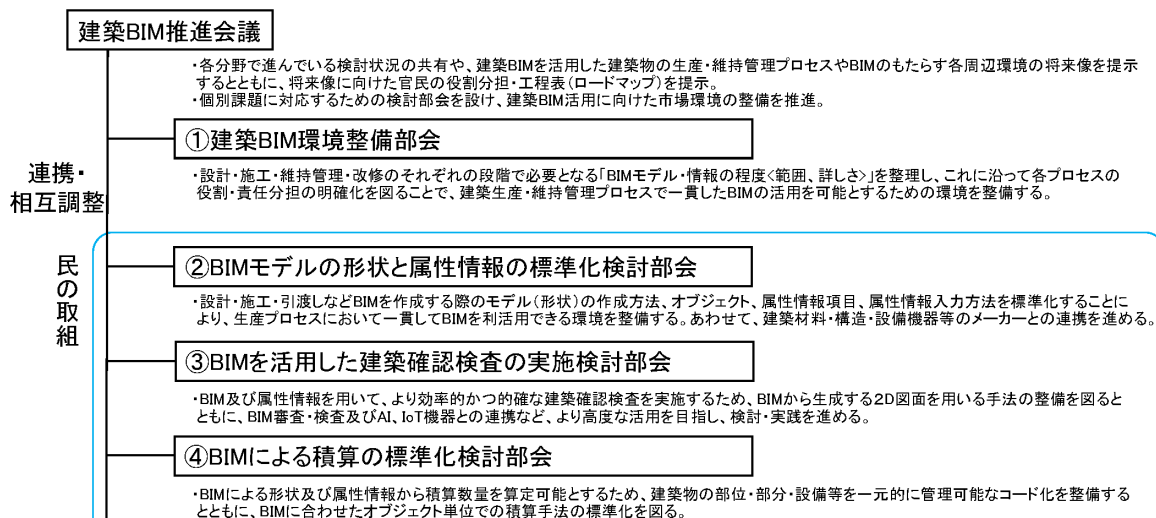 建築BIM推進会議
・各分野で進んでいる検討状況の共有や、建築BIMを活用した建築物の生産・維持管理プロセスやBIMのもたらす各周辺環境の将来像を提示
するとともに、将来像に向けた官民の役割分担・工程表(ロードマップ)を提示。
・個別課題に対応するための検討部会を設け、建築BIM活用に向けた市場環境の整備を推進。
①建築BIM環境整備部会
連携・
相互調整
・設計・施工・維持管理・改修のそれぞれの段階で必要となる「BIMモデル・情報の程度<範囲、詳しさ>」を整理し、これに沿って各プロセスの
役割・責任分担の明確化を図ることで、建築生産・維持管理プロセスで一貫したBIMの活用を可能とするための環境を整備する。
民の取組
②BIMモデルの形状と属性情報の標準化検討部会
・設計・施工・引渡しなどBIMを作成する際のモデル(形状)の作成方法、オブジェクト、属性情報項目、属性情報入力方法を標準化することに
より、生産プロセスにおいて一貫してBIMを利活用できる環境を整備する。あわせて、建築材料・構造・設備機器等のメーカーとの連携を進める。
③BIMを活用した建築確認検査の実施検討部会
・BIM及び属性情報を用いて、より効率的かつ的確な建築確認検査を実施するため、BIMから生成する2D図面を用いる手法の整備を図ると
ともに、BIM審査・検査及びAI、IoT機器との連携など、より高度な活用を目指し、検討・実践を進める。
④BIMによる積算の標準化検討部会
・BIMによる形状及び属性情報から積算数量を算定可能とするため、建築物の部位・部分・設備等を一元的に管理可能なコード化を整備する
とともに、BIMに合わせたオブジェクト単位での積算手法の標準化を図る。